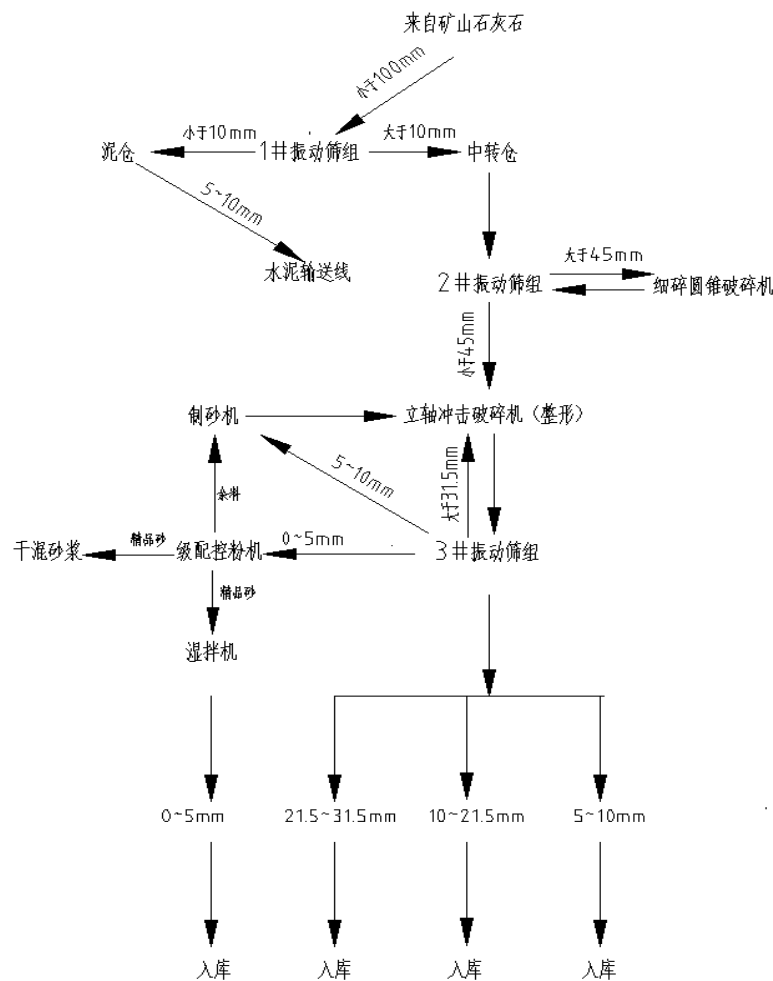 来自矿山石灰石
小于100mm
小于10mm
大于10mm
泥仓
1#振动筛组
中转仓
5~10mm
水泥输送线
大于45mm
2#振动筛组
细碎圆锥破碎机
小于45mm
制砂机
立轴冲击破碎机（整形）
5~10mm
大于31.5mm
余料
干混砂浆
精品砂
级配控粉机
0~5mm
3#振动筛组
精品砂
湿拌机
0~5mm
21.5~31.5mm
10~21.5mm
5~10mm
入库
入库
入库
入库